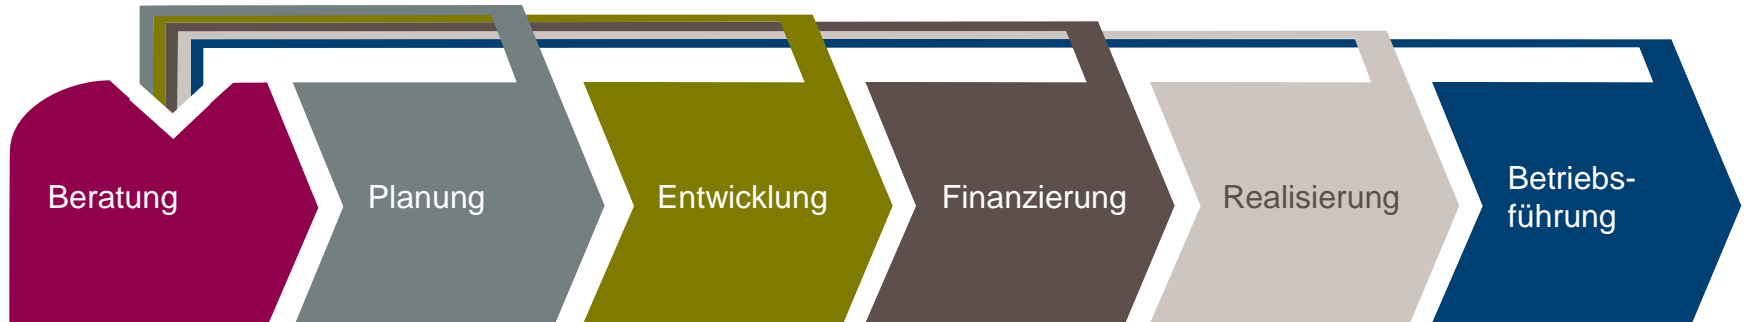 Beratung
Planung
Entwicklung
Finanzierung
Realisierung
Betriebs-
führung